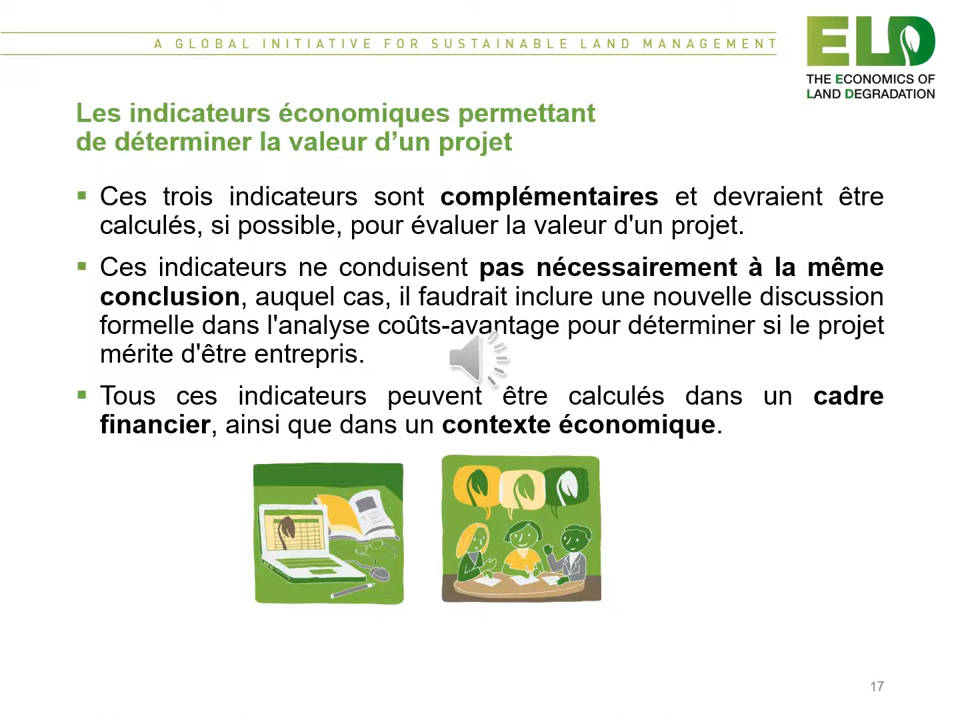 A GLOBAL INITIATIVE FOR SUSTAINABLE LAND MANAGEMENT
ELD
THE ECONOMICS OF
LAND DEGRADATION
Les indicateurs économiques permettant
de déterminer la valeur d’un projet
▪ Ces trois indicateurs sont complémentaires et devraient être
calculés, si possible, pour évaluer la valeur d'un projet.
▪ Ces indicateurs ne conduisent pas nécessairement à la même
conclusion, auquel cas, il faudrait inclure une nouvelle discussion
formelle dans l'analyse coûts-avantage pour déterminer si le projet
mérite d'être entrepris.
▪ Tous ces indicateurs peuvent être calculés dans un cadre
financier, ainsi que dans un contexte économique.
17